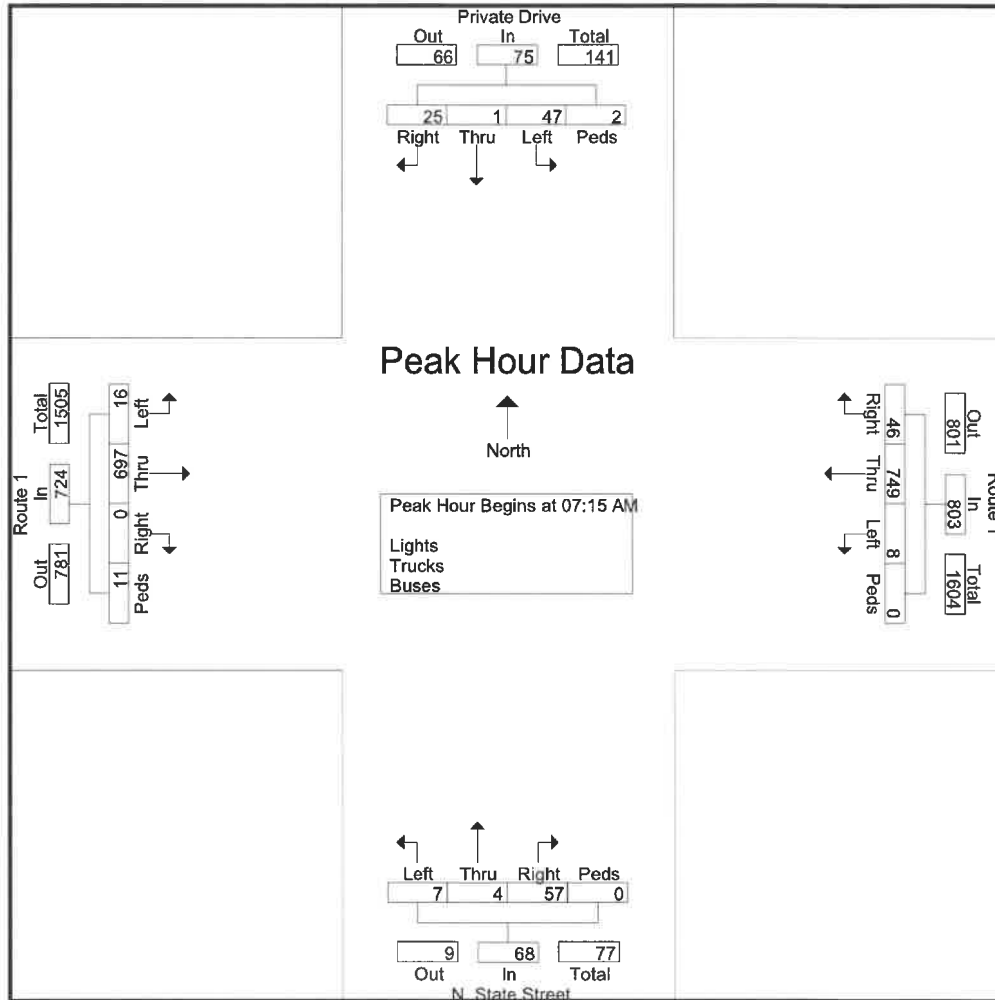 Private Drive
Out In Total
66 75 141
25 1 47 2
Right Thru Left Peds
Peak Hour Data
North
Peak Hour Begins at 07:15 AM
Lights
Trucks
Buses
Route 1
Total In Out
1505 724 781
16 697 0 11
Left Thru Right Peds
Route 1
Out In Total
801 803 1604
46 749 8 0
Right Thru Left Peds
Left Thru Right Peds
7 4 57 0
9 68 77
Out In Total
N. State Street